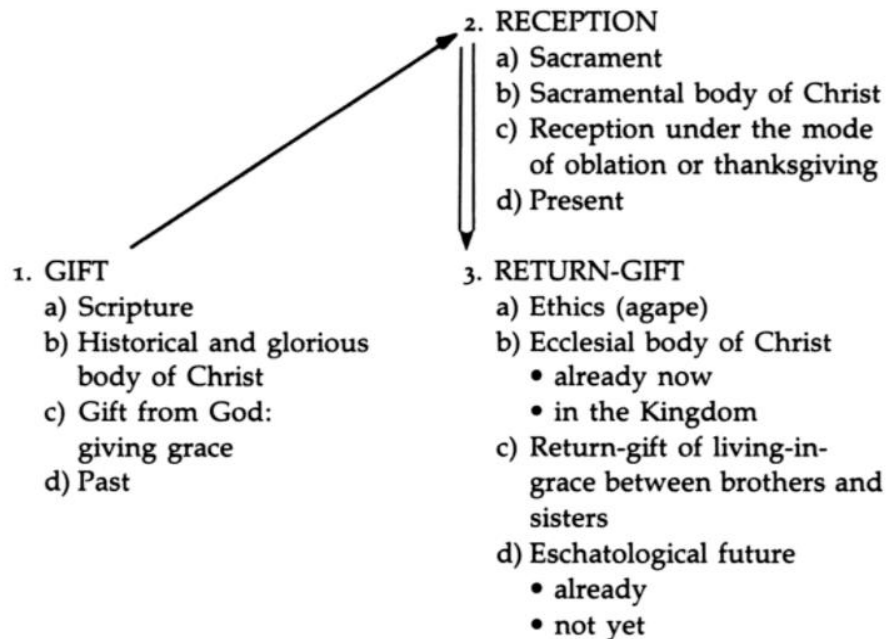 2. RECEPTION
a) Sacrament
b) Sacramental body of Christ
c) Reception under the mode
of oblation or thanksgiving
d) Present
1. GIFT
a) Scripture
b) Historical and glorious
body of Christ
c) Gift from God:
giving grace
d) Past
3. RETURN-GIFT
a) Ethics (agape)
b) Ecclesial body of Christ
• already now
• in the Kingdom
c) Return-gift of living-in-
grace between brothers and
sisters
d) Eschatological future
• already
• not yet